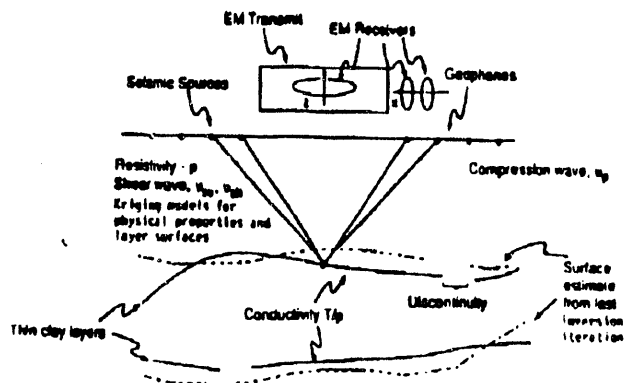 EM Transmit
EM Receivers
Seismic Sources
Geophones
Resistivity - ρ
Shear wave,
Kriging models for
physical properties and
layer surfaces
Compression wave, υp
Discontinuity
Surface
estimate
from last
inversion
iteration
Conductivity T/ρ
Thin clay layers